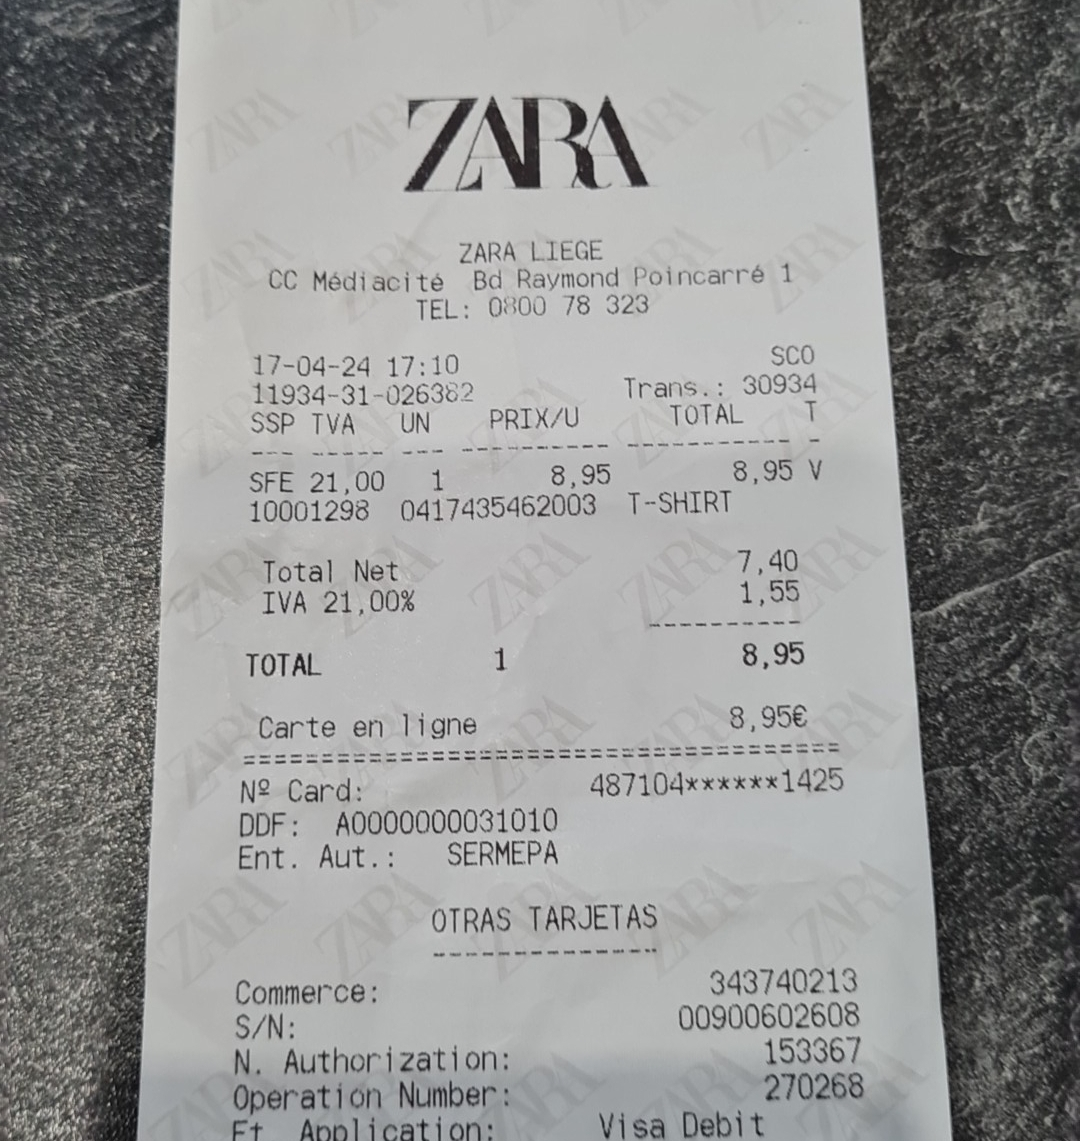 ZARA
ZARA LIEGE
CC Médiacité Bd Raymond Poincarré 1
TEL: 0800 78 323
17-04-24 17:10 SCO
11934-31-026382 Trans.: 30934
SSP TVA UN PRIX/U TOTAL T
--- ----- --- ---------- ----------- -
SFE 21,00 1 8,95 8,95 V
10001298 0417435462003 T-SHIRT
Total Net 7,40
IVA 21,00% 1,55
----------
TOTAL 1 8,95
Carte en ligne 8,95€
======================================
Nº Card: 487104******1425
DDF: A0000000031010
Ent. Aut.: SERMEPA
OTRAS TARJETAS
--------------
Commerce: 343740213
S/N: 00900602608
N. Authorization: 153367
Operation Number: 270268
Et. Application: Visa Debit